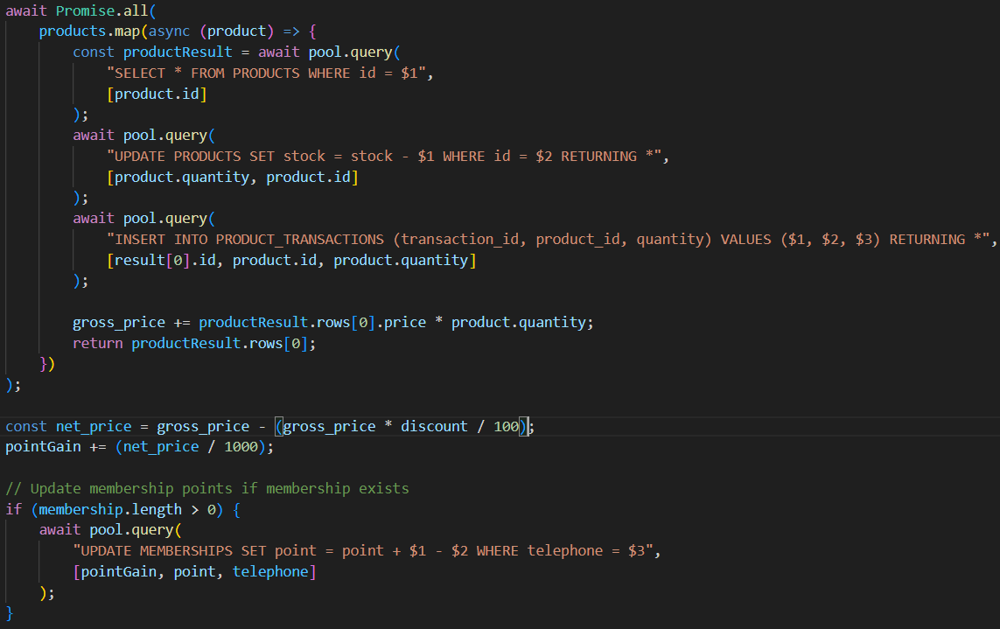 await Promise.all(
    products.map(async (product) => {
        const productResult = await pool.query(
            "SELECT * FROM PRODUCTS WHERE id = $1",
            [product.id]
        );
        await pool.query(
            "UPDATE PRODUCTS SET stock = stock - $1 WHERE id = $2 RETURNING *",
            [product.quantity, product.id]
        );
        await pool.query(
            "INSERT INTO PRODUCT_TRANSACTIONS (transaction_id, product_id, quantity) VALUES ($1, $2, $3) RETURNING *",
            [result[0].id, product.id, product.quantity]
        );

        gross_price += productResult.rows[0].price * product.quantity;
        return productResult.rows[0];
    })
);

const net_price = gross_price - (gross_price * discount / 100);
pointGain += (net_price / 1000);

// Update membership points if membership exists
if (membership.length > 0) {
    await pool.query(
        "UPDATE MEMBERSHIPS SET point = point + $1 - $2 WHERE telephone = $3",
        [pointGain, point, telephone]
    );
}